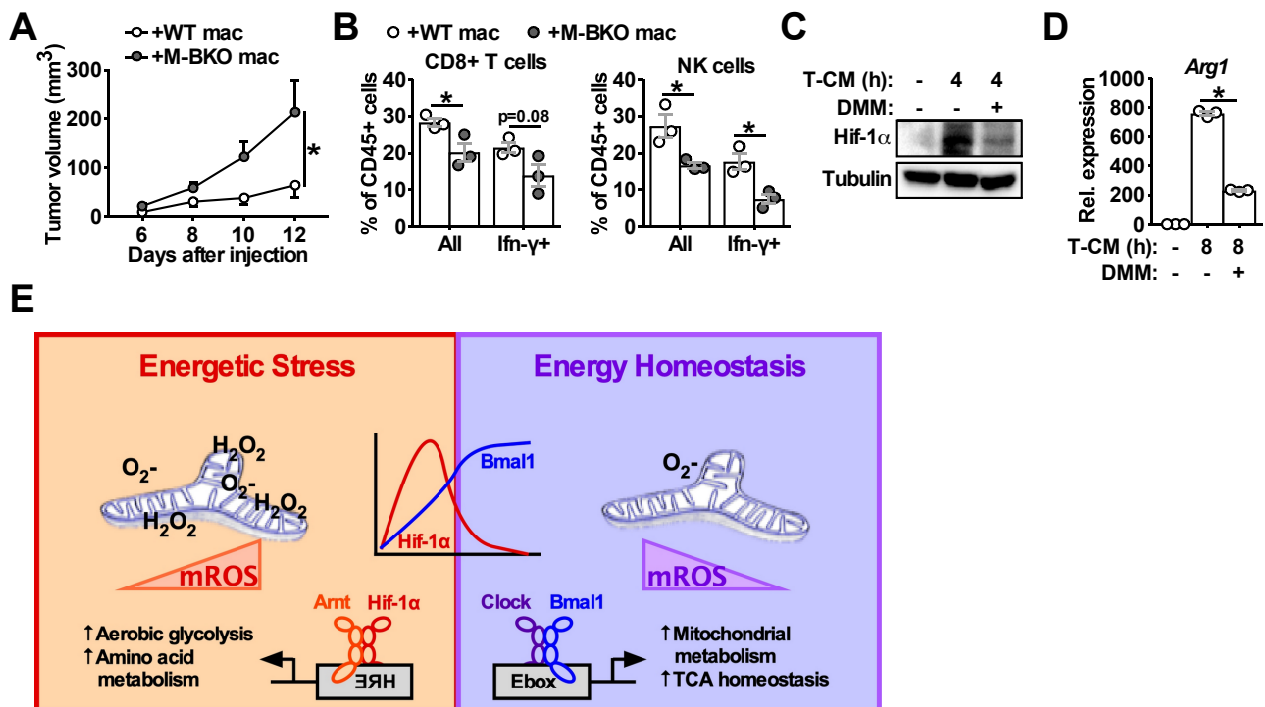 A
+WT mac
+M-BKO mac
Tumor volume (mm3)
300
200
100
0
*
6 8 10 12
Days after injection
B
+WT mac +M-BKO mac
CD8+ T cells
% of CD45+ cells
40
30
20
10
0
*
p=0.08
All Ifn-γ+
NK cells
% of CD45+ cells
40
30
20
10
0
*
*
All Ifn-γ+
C
T-CM (h): - 4 4
DMM: - - +
Hif-1α
Tubulin
D
Arg1
Rel. expression
1000
800
600
400
200
0
*
T-CM (h): - 8 8
DMM: - - +
E
Energetic Stress
H2O2
O2-
O2-
H2O2
H2O2
mROS
Arnt Hif-1α
↑Aerobic glycolysis
↑Amino acid
metabolism
HRE
Bmal1
Hif-1α
Energy Homeostasis
O2-
mROS
Clock Bmal1
Ebox
↑Mitochondrial
metabolism
↑TCA homeostasis